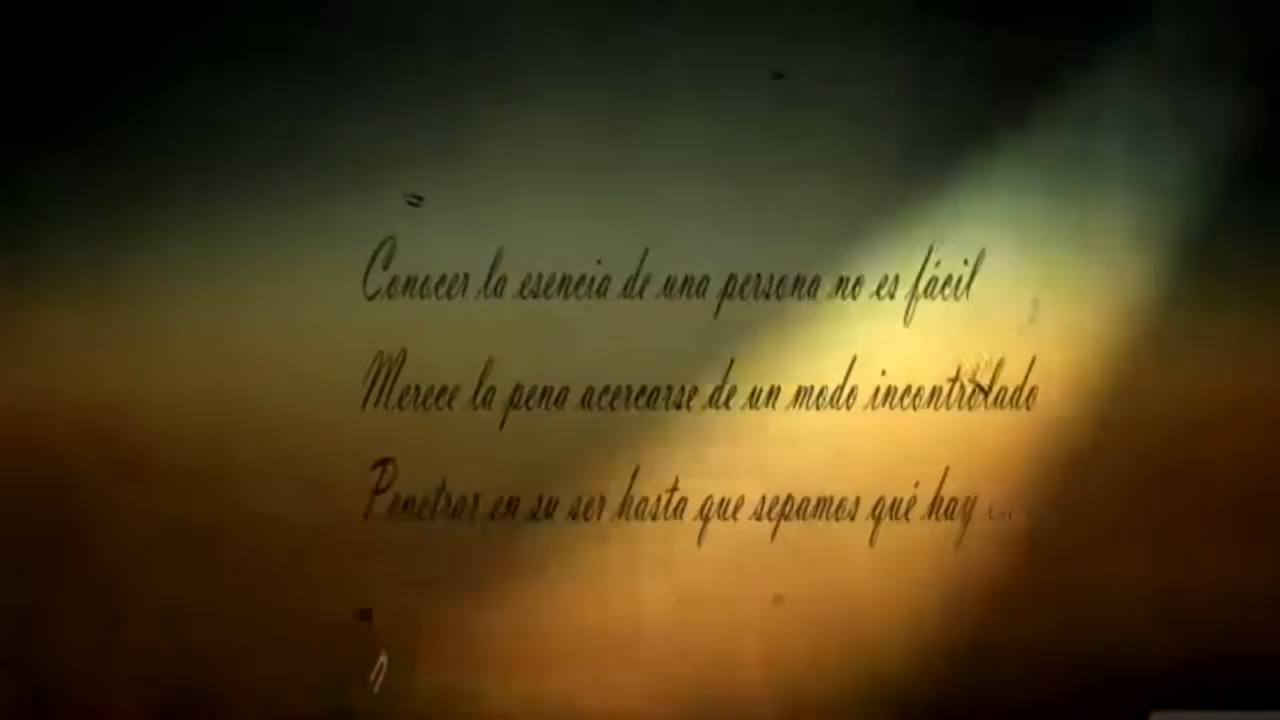 Conocer la esencia de una persona no es fácil
Merece la pena acercarse de un modo incontrolado
Penetrar en su ser hasta que sepamos qué hay